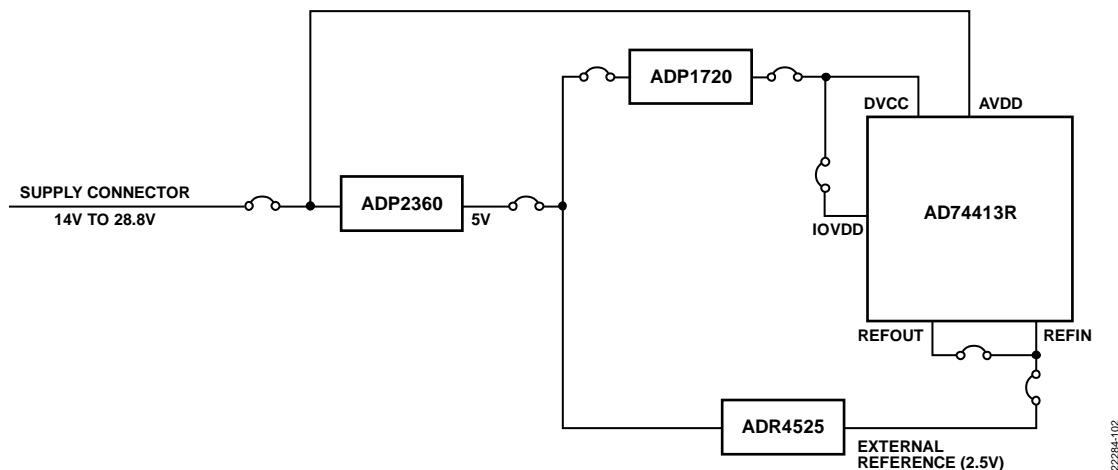 ADP1720
DVCC
AVDD
SUPPLY CONNECTOR
14V TO 28.8V
ADP2360
5V
IOVDD
AD74413R
REFOUT
REFIN
ADR4525
EXTERNAL
REFERENCE (2.5V)
22284-102